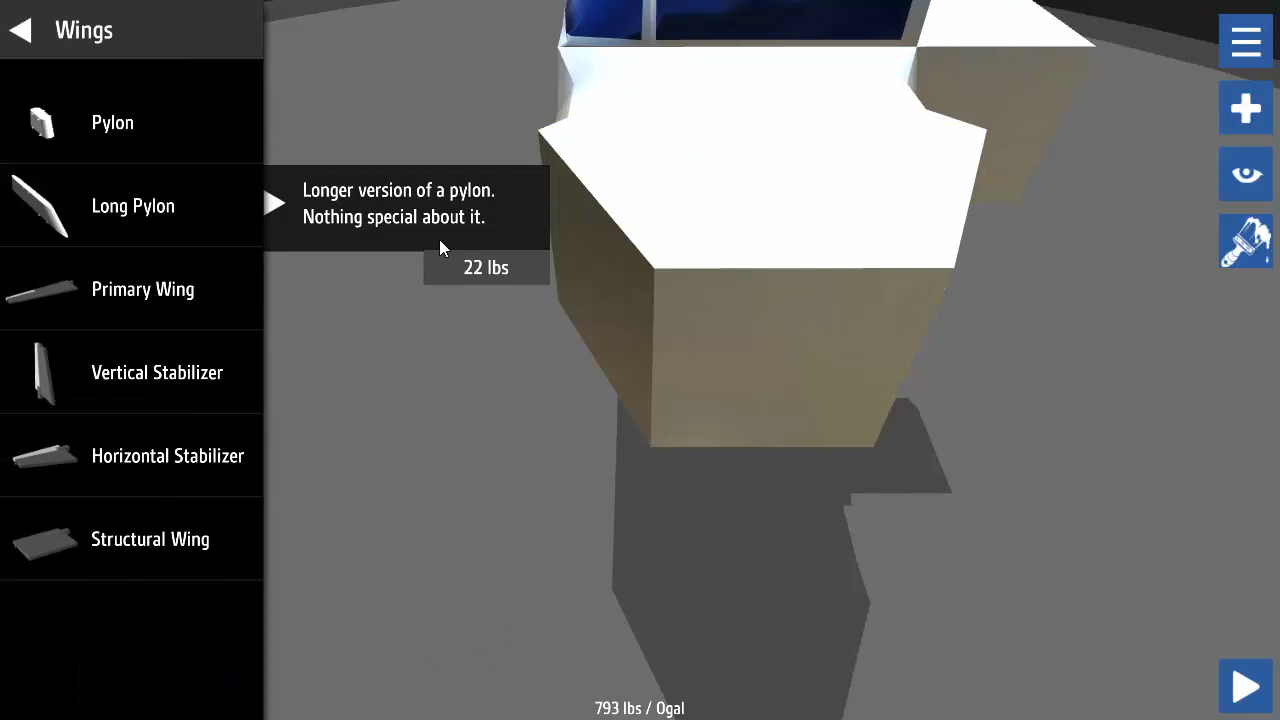 Wings
Pylon
Long Pylon
Longer version of a pylon.
Nothing special about it.
22 lbs
Primary Wing
Vertical Stabilizer
Horizontal Stabilizer
Structural Wing
793 lbs / 0gal